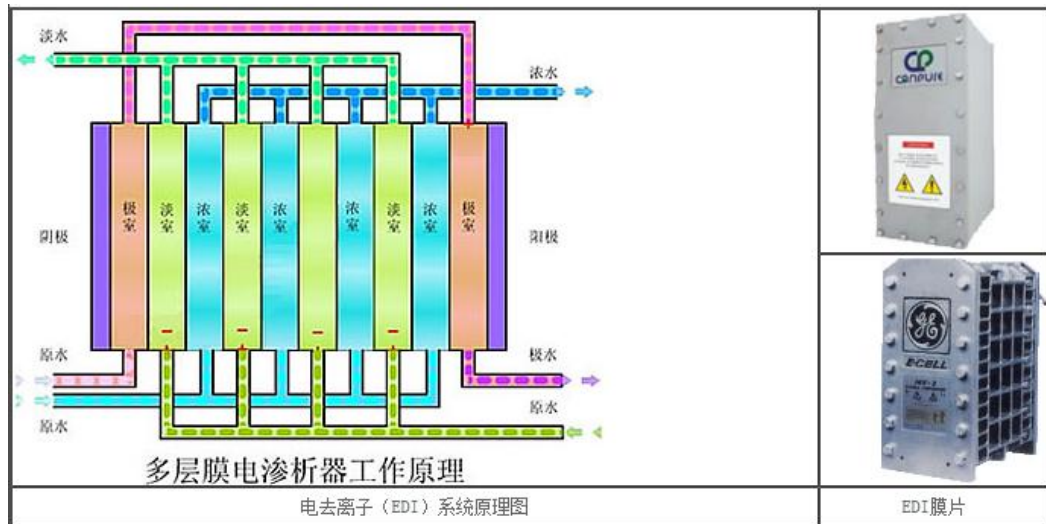 淡水
浓水
极室
淡室
浓室
淡室
浓室
浓室
淡室
浓室
极室
阴极
阳极
原水
极水
原水
原水
多层膜电渗析器工作原理
电去离子（EDI）系统原理图
CANPURE
GE
E-CELL
EDI膜片